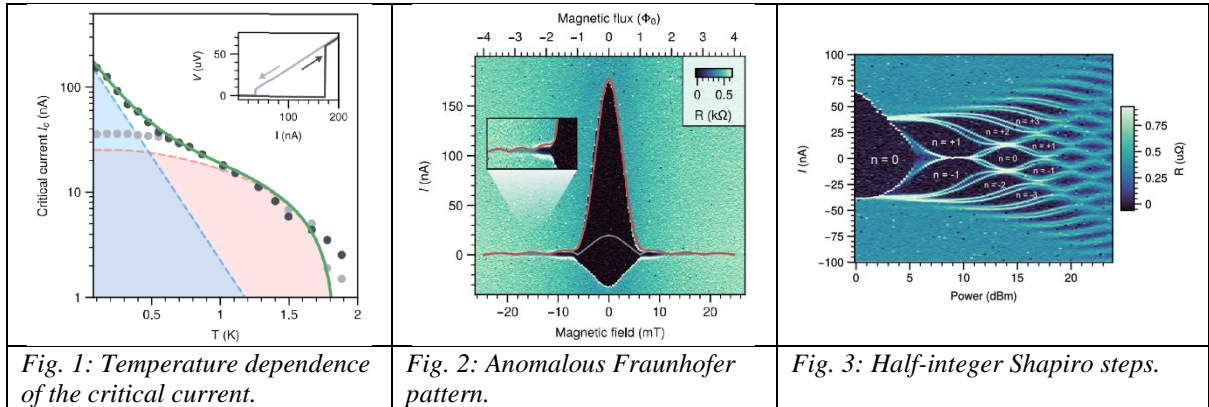 Critical current I_c (nA)
100
10
1
0.5
1
1.5
2
T (K)
V (uV)
50
0
100
200
I (nA)
Magnetic flux (Φ₀)
-4 -3 -2 -1 0 1 2 3 4
I (nA)
150
100
50
0
0 0.5
R (kΩ)
−20 −10 0 10 20
Magnetic field (mT)
I (nA)
100
75
50
25
0
−25
−50
−75
−100
n = 0
n = +1
n = -1
n = +2
n = -2
n = +3
n = -3
n = 0
n = +1
n = -1
0 5 10 15 20
Power (dBm)
0.75
0.5
0.25
0
R (uΩ)
Fig. 1: Temperature dependence
of the critical current.
Fig. 2: Anomalous Fraunhofer
pattern.
Fig. 3: Half-integer Shapiro steps.